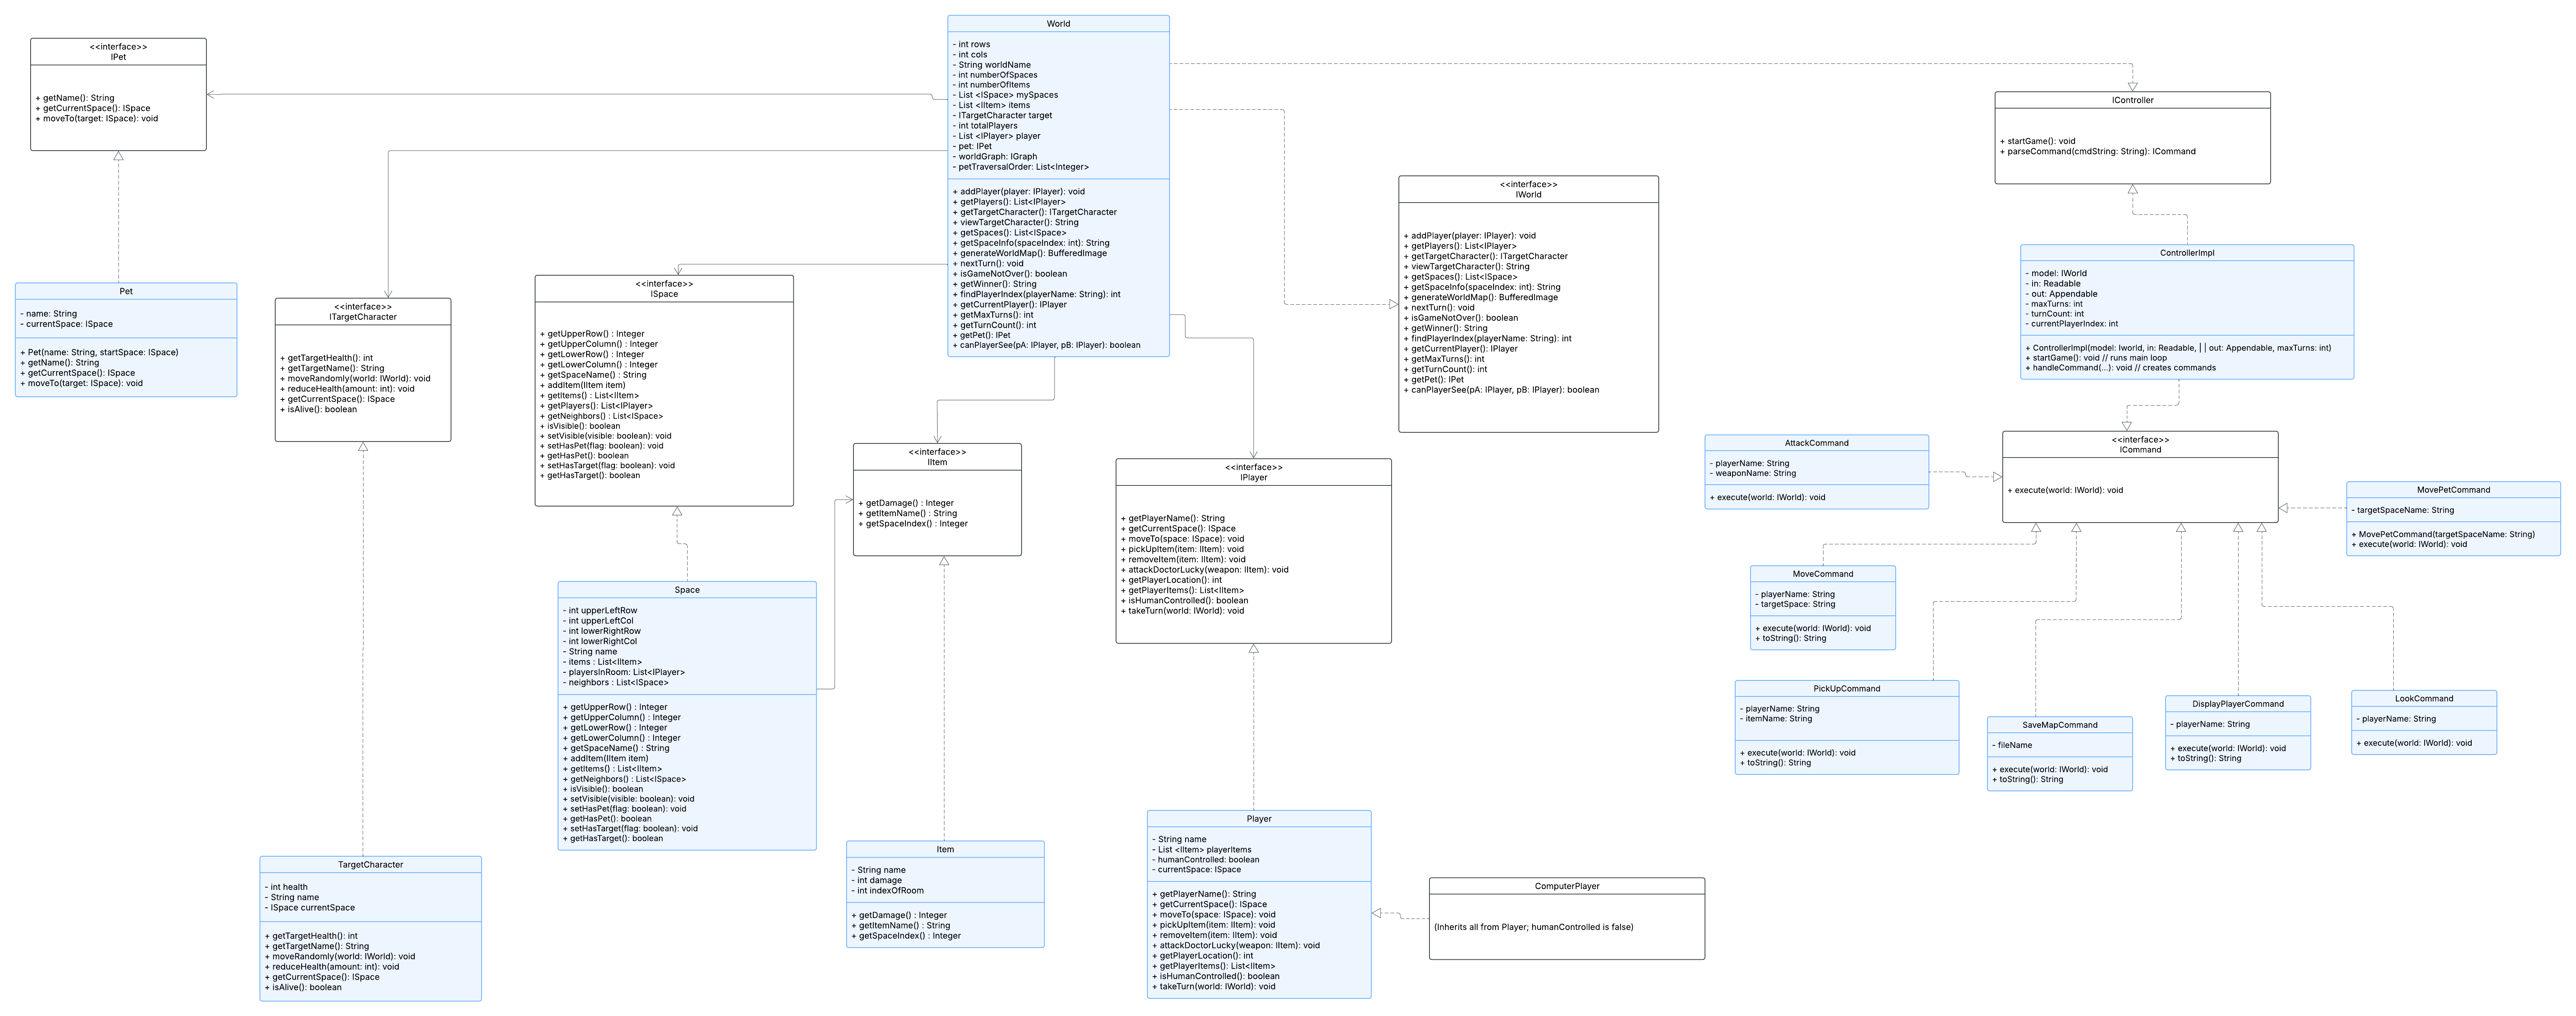 World
- int rows
- int cols
- String worldName
- int numberOfSpaces
- int numberOfItems
- List <ISpace> mySpaces
- List <IItem> items
- ITargetCharacter target
- int totalPlayers
- List <IPlayer> player
- pet: IPet
- worldGraph: IGraph
- petTraversalOrder: List<Integer>
+ addPlayer(player: IPlayer): void
+ getPlayers(): List<IPlayer>
+ getTargetCharacter(): ITargetCharacter
+ viewTargetCharacter(): String
+ getSpaces(): List<ISpace>
+ getSpaceInfo(spaceIndex: int): String
+ generateWorldMap(): BufferedImage
+ nextTurn(): void
+ isGameNotOver(): boolean
+ getWinner(): String
+ findPlayerIndex(playerName: String): int
+ getCurrentPlayer(): IPlayer
+ getMaxTurns(): int
+ getTurnCount(): int
+ getPet(): IPet
+ canPlayerSee(pA: IPlayer, pB: IPlayer): boolean
<<interface>>
IPet
+ getName(): String
+ getCurrentSpace(): ISpace
+ moveTo(target: ISpace): void
Pet
- name: String
- currentSpace: ISpace
+ Pet(name: String, startSpace: ISpace)
+ getName(): String
+ getCurrentSpace(): ISpace
+ moveTo(target: ISpace): void
<<interface>>
ITargetCharacter
+ getTargetHealth(): int
+ getTargetName(): String
+ moveRandomly(world: IWorld): void
+ reduceHealth(amount: int): void
+ getCurrentSpace(): ISpace
+ isAlive(): boolean
TargetCharacter
- int health
- String name
- ISpace currentSpace
+ getTargetHealth(): int
+ getTargetName(): String
+ moveRandomly(world: IWorld): void
+ reduceHealth(amount: int): void
+ getCurrentSpace(): ISpace
+ isAlive(): boolean
<<interface>>
ISpace
+ getUpperRow() : Integer
+ getUpperColumn() : Integer
+ getLowerRow() : Integer
+ getLowerColumn() : Integer
+ getSpaceName() : String
+ addItem(IItem item)
+ getItems() : List<IItem>
+ getPlayers(): List<IPlayer>
+ getNeighbors() : List<ISpace>
+ isVisible(): boolean
+ setVisible(visible: boolean): void
+ setHasPet(flag: boolean): void
+ getHasPet(): boolean
+ setHasTarget(flag: boolean): void
+ getHasTarget(): boolean
Space
- int upperLeftRow
- int upperLeftCol
- int lowerRightRow
- int lowerRightCol
- String name
- items : List<IItem>
- playersInRoom: List<IPlayer>
- neighbors : List<ISpace>
+ getUpperRow() : Integer
+ getUpperColumn() : Integer
+ getLowerRow() : Integer
+ getLowerColumn() : Integer
+ getSpaceName() : String
+ addItem(IItem item)
+ getItems() : List<IItem>
+ getNeighbors() : List<ISpace>
+ isVisible(): boolean
+ setVisible(visible: boolean): void
+ setHasPet(flag: boolean): void
+ getHasPet(): boolean
+ setHasTarget(flag: boolean): void
+ getHasTarget(): boolean
<<interface>>
IItem
+ getDamage() : Integer
+ getItemName() : String
+ getSpaceIndex() : Integer
Item
- String name
- int damage
- int indexOfRoom
+ getDamage() : Integer
+ getItemName() : String
+ getSpaceIndex() : Integer
<<interface>>
IPlayer
+ getPlayerName(): String
+ getCurrentSpace(): ISpace
+ moveTo(space: ISpace): void
+ pickUpItem(item: IItem): void
+ removeItem(item: IItem): void
+ attackDoctorLucky(weapon: IItem): void
+ getPlayerLocation(): int
+ getPlayerItems(): List<IItem>
+ isHumanControlled(): boolean
+ takeTurn(world: IWorld): void
Player
- String name
- List <IItem> playerItems
- humanControlled: boolean
- currentSpace: ISpace
+ getPlayerName(): String
+ getCurrentSpace(): ISpace
+ moveTo(space: ISpace): void
+ pickUpItem(item: IItem): void
+ removeItem(item: IItem): void
+ attackDoctorLucky(weapon: IItem): void
+ getPlayerLocation(): int
+ getPlayerItems(): List<IItem>
+ isHumanControlled(): boolean
+ takeTurn(world: IWorld): void
ComputerPlayer
(Inherits all from Player; humanControlled is false)
<<interface>>
IWorld
+ addPlayer(player: IPlayer): void
+ getPlayers(): List<IPlayer>
+ getTargetCharacter(): ITargetCharacter
+ viewTargetCharacter(): String
+ getSpaces(): List<ISpace>
+ getSpaceInfo(spaceIndex: int): String
+ generateWorldMap(): BufferedImage
+ nextTurn(): void
+ isGameNotOver(): boolean
+ getWinner(): String
+ findPlayerIndex(playerName: String): int
+ getCurrentPlayer(): IPlayer
+ getMaxTurns(): int
+ getTurnCount(): int
+ getPet(): IPet
+ canPlayerSee(pA: IPlayer, pB: IPlayer): boolean
IController
+ startGame(): void
+ parseCommand(cmdString: String): ICommand
ControllerImpl
- model: IWorld
- in: Readable
- out: Appendable
- maxTurns: int
- turnCount: int
- currentPlayerIndex: int
+ ControllerImpl(model: Iworld, in: Readable, | | out: Appendable, maxTurns: int)
+ startGame(): void // runs main loop
+ handleCommand(...): void // creates commands
<<interface>>
ICommand
+ execute(world: IWorld): void
AttackCommand
- playerName: String
- weaponName: String
+ execute(world: IWorld): void
MovePetCommand
- targetSpaceName: String
+ MovePetCommand(targetSpaceName: String)
+ execute(world: IWorld): void
MoveCommand
- playerName: String
- targetSpace: String
+ execute(world: IWorld): void
+ toString(): String
PickUpCommand
- playerName: String
- itemName: String
+ execute(world: IWorld): void
+ toString(): String
SaveMapCommand
- fileName
+ execute(world: IWorld): void
+ toString(): String
DisplayPlayerCommand
- playerName: String
+ execute(world: IWorld): void
+ toString(): String
LookCommand
- playerName: String
+ execute(world: IWorld): void